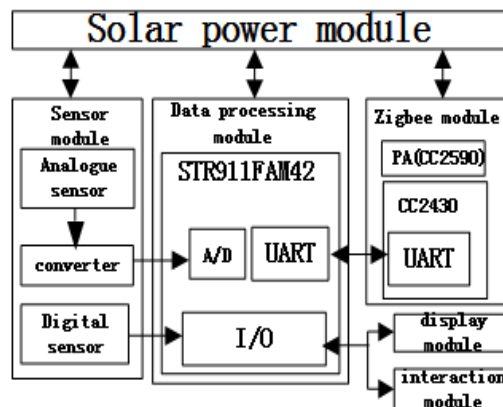 Solar power module
Sensor
module
Analogue
sensor
converter
Digital
sensor
Data processing
module
STR911FAM42
A/D
UART
I/O
Zigbee module
PA(CC2590)
CC2430
UART
display
module
interaction
module